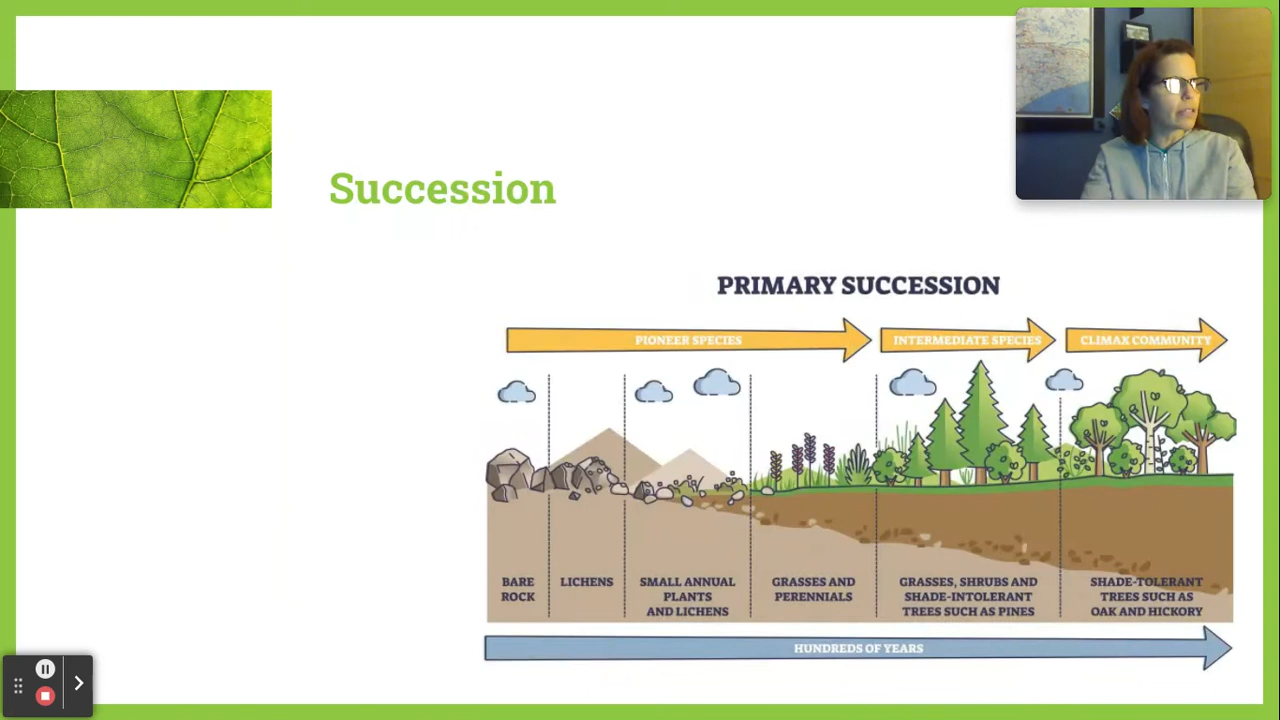 Succession
PRIMARY SUCCESSION
PIONEER SPECIES
INTERMEDIATE SPECIES
CLIMAX COMMUNITY
BARE
ROCK
LICHENS
SMALL ANNUAL
PLANTS
AND LICHENS
GRASSES AND
PERENNIALS
GRASSES, SHRUBS AND
SHADE-INTOLERANT
TREES SUCH AS PINES
SHADE-TOLERANT
TREES SUCH AS
OAK AND HICKORY
HUNDREDS OF YEARS